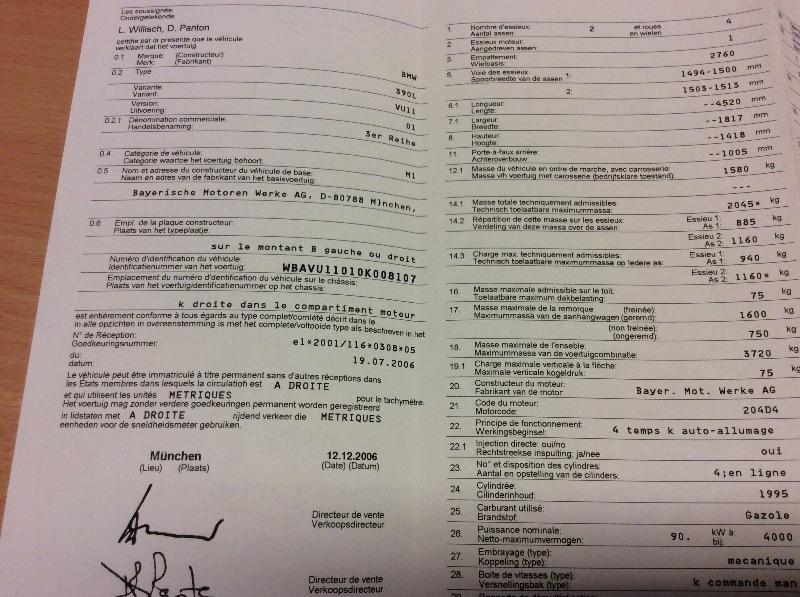 Les soussignés
Ondergetekende:
L. Willisch, D. Panton
certifie par la présente que le véhicule
verklaart dat het voertuig
0.1 Marque: (Constructeur)
Merk: (Fabrikant)
BMW
0.2 Type
390L
Variante:
Variant:
VU11
Version:
Uitvoering:
01
0.2.1 Dénomination commerciale:
Handelsbenaming:
3er Reihe
0.4 Catégorie de véhicule:
Categorie waartoe het voertuig behoort:
M1
0.5 Nom et adresse du constructeur du véhicule de base:
Naam en adres van de fabrikant van het basisvoertuig:
Bayerische Motoren Werke AG, D-80788 M}nchen,
0.6 Empl. de la plaque constructeur:
Plaats van het typeplaatje:
sur le montant B gauche ou droit
Numéro d'identification du véhicule:
Identificatienummer van het voertuig: WBAVU11010K008107
Emplacement du numéro d'identification du véhicule sur le châssis:
Plaats van het voertuigidentificatienummer op het chassis:
k droite dans le compartiment moteur
est entièrement conforme à tous égards au type complet/comlété décrit dans le
in alle opzichten in overeenstemming is met het complete/voltooide type als beschreven in het
N° de Réception:
Goedkeuringsnummer: e1*2001/116*0308*05
du:
datum: 19.07.2006
Le véhicule peut être immatriculé à titre permanent sans d'autres réceptions dans
les États membres dans lesquels la circulation est A DROITE
et qui utilisent les unités METRIQUES pour le tachymètre.
Het voertuig mag zonder verdere goedkeuringen permanent worden geregistreerd
in lidstaten met A DROITE rijdend verkeer die METRIQUES
eenheden voor de snelheidsmeter gebruiken.
München 12.12.2006
(Lieu) (Plaats) (Date) (Datum)
Directeur de vente
Verkoopsdirecteur
Directeur de vente
Verkoopsdirecteur
1. Nombre d'essieux: 2 et roues 4
Aantal assen: en wielen
2 Essieux moteur: 1
Aangedreven assen:
3. Empattement: 2760
Wielbasis:
5. Voie des essieux 1: 1494-1500 mm
Spoorbreedte van de assen
2: 1503-1513 mm
6.1 Longueur: --4520 mm
Lengte:
7.1 Largeur: --1817 mm
Breedte:
8. Hauteur: --1418 mm
Hoogte:
11. Porte-à-faux arrière: --1005 mm
Achteroverbouw:
12.1 Masse du véhicule en ordre de marche, avec carrosserie: 1580 kg
Massa v/h voertuig met carosserie (bedrijfsklare toestand):
---
14.1 Masse totale techniquement admissibles: 2045* kg
Technisch toelaatbare maximummassa:
14.2 Répartition de cette masse sur les essieux: Essieu 1: 885 kg
Verdeling van deze massa over de assen: As 1:
Essieu 2: 1160 kg
As 2:
14.3 Charge max. techniquement admissibles: Essieu 1: 940 kg
Technisch toelaatbare maximummassa op iedere as: As 1:
Essieu 2: 1160* kg
As 2:
16. Masse maximale admissible sur le toit: 75 kg
Toelaatbare maximum dakbelasting:
17. Masse maximale de la remorque (freinée): 1600 kg
Maximummassa van de aanhangwagen (geremd):
(non freinée): 750 kg
(ongeremd):
18. Masse maximale de l'enseble: 3720 kg
Maximummassa van de voertuigcombinatie:
19.1 Charge maximale verticale à la flèche: 75 kg
Maximale verticale kogeldruk:
20. Constructeur du moteur: Bayer. Mot. Werke AG
Fabrikant van de motor
21. Code du moteur: 204D4
Motorcode:
22. Principe de fonctionnement: 4 temps k auto-allumage
Werkingsbeginsel:
22.1 Injection directe: oui/no oui
Rechtstreekse inspuiting: ja/nee
23. No° et disposition des cylindres: 4;en ligne
Aantal en opstelling van de cilinders:
24 Cylindrée: 1995
Cilinderinhoud:
25. Carburant utilisé: Gazole
Brandstof:
26. Puissance nominale: 90. kW à: 4000
Netto-maximumvermogen: bij:
27. Embrayage (type): mecanique
Koppeling (type):
28. Boite de vitesses (type): k commande man
Versnellingsbak (type):